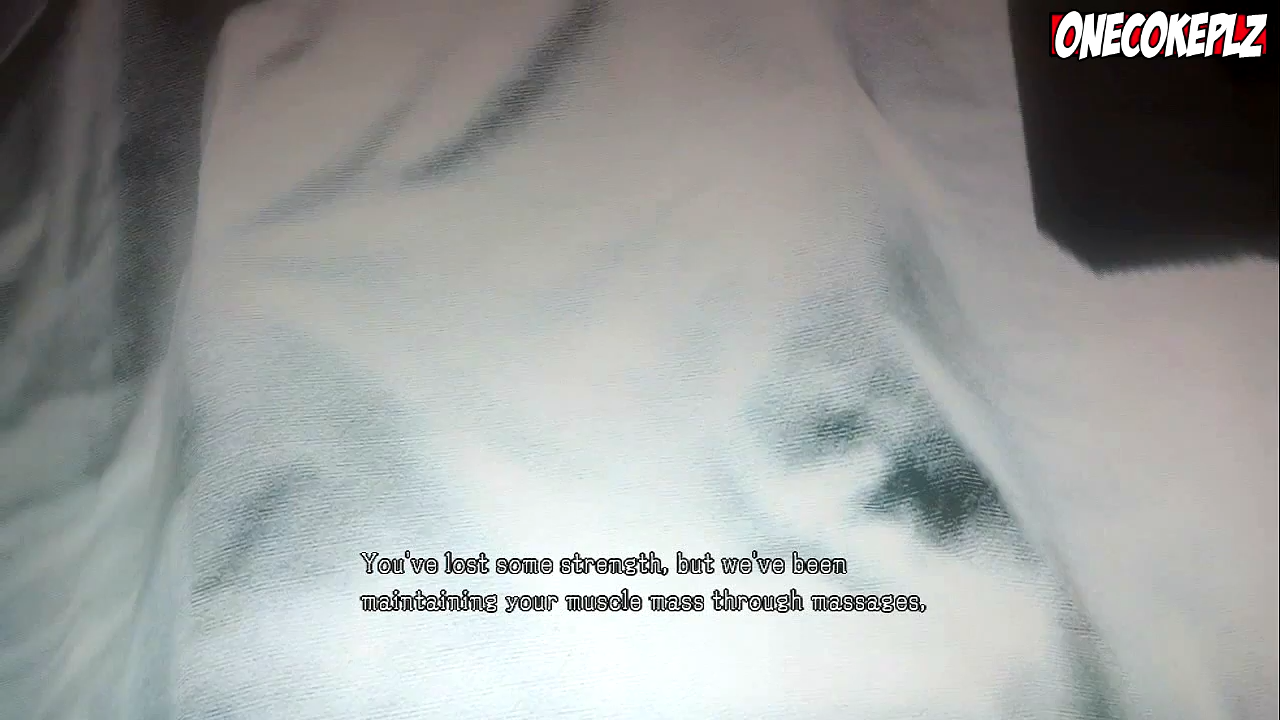 ONECOKEPLZ
You've lost some strength, but we've been
maintaining your muscle mass through massages,